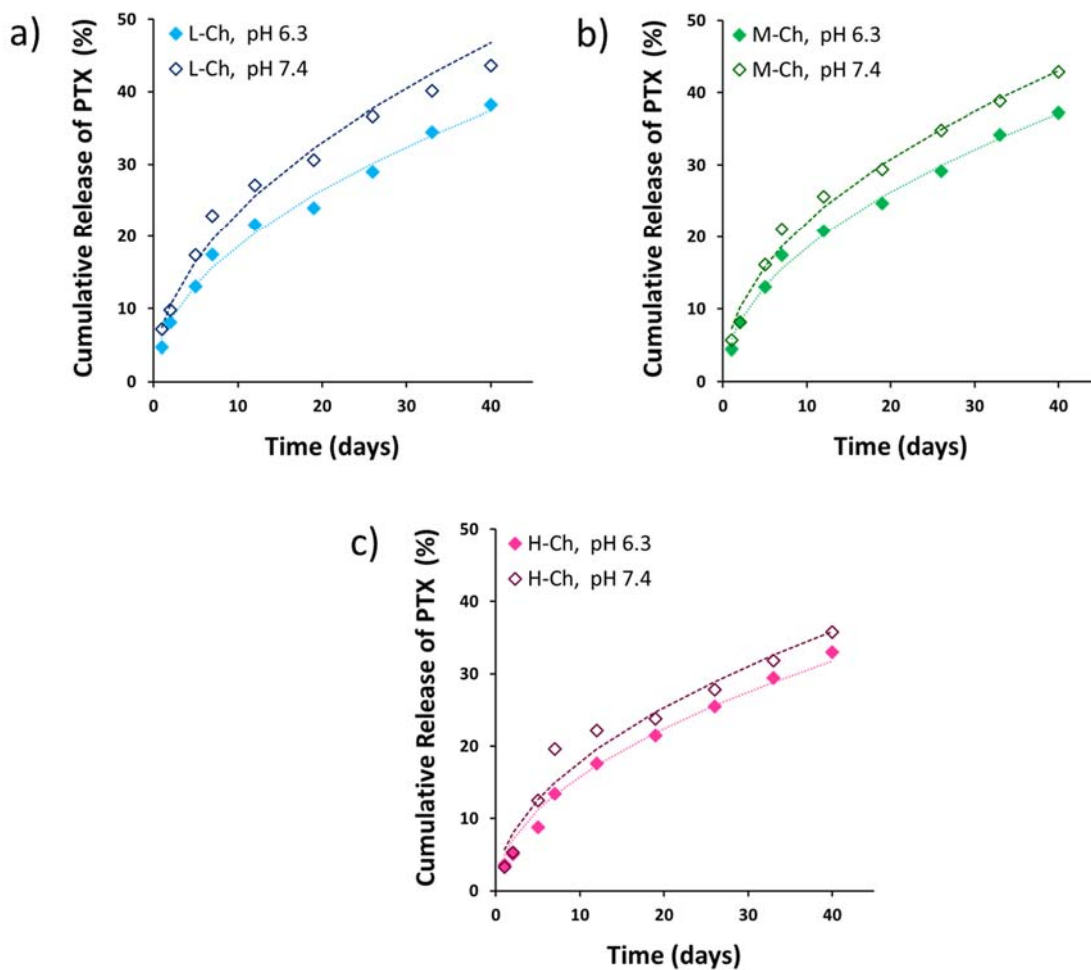 a)
Cumulative Release of PTX (%)
50
40
30
20
10
0
L-Ch, pH 6.3
L-Ch, pH 7.4
0 10 20 30 40
Time (days)
b)
Cumulative Release of PTX (%)
50
40
30
20
10
0
M-Ch, pH 6.3
M-Ch, pH 7.4
0 10 20 30 40
Time (days)
c)
Cumulative Release of PTX (%)
50
40
30
20
10
0
H-Ch, pH 6.3
H-Ch, pH 7.4
0 10 20 30 40
Time (days)